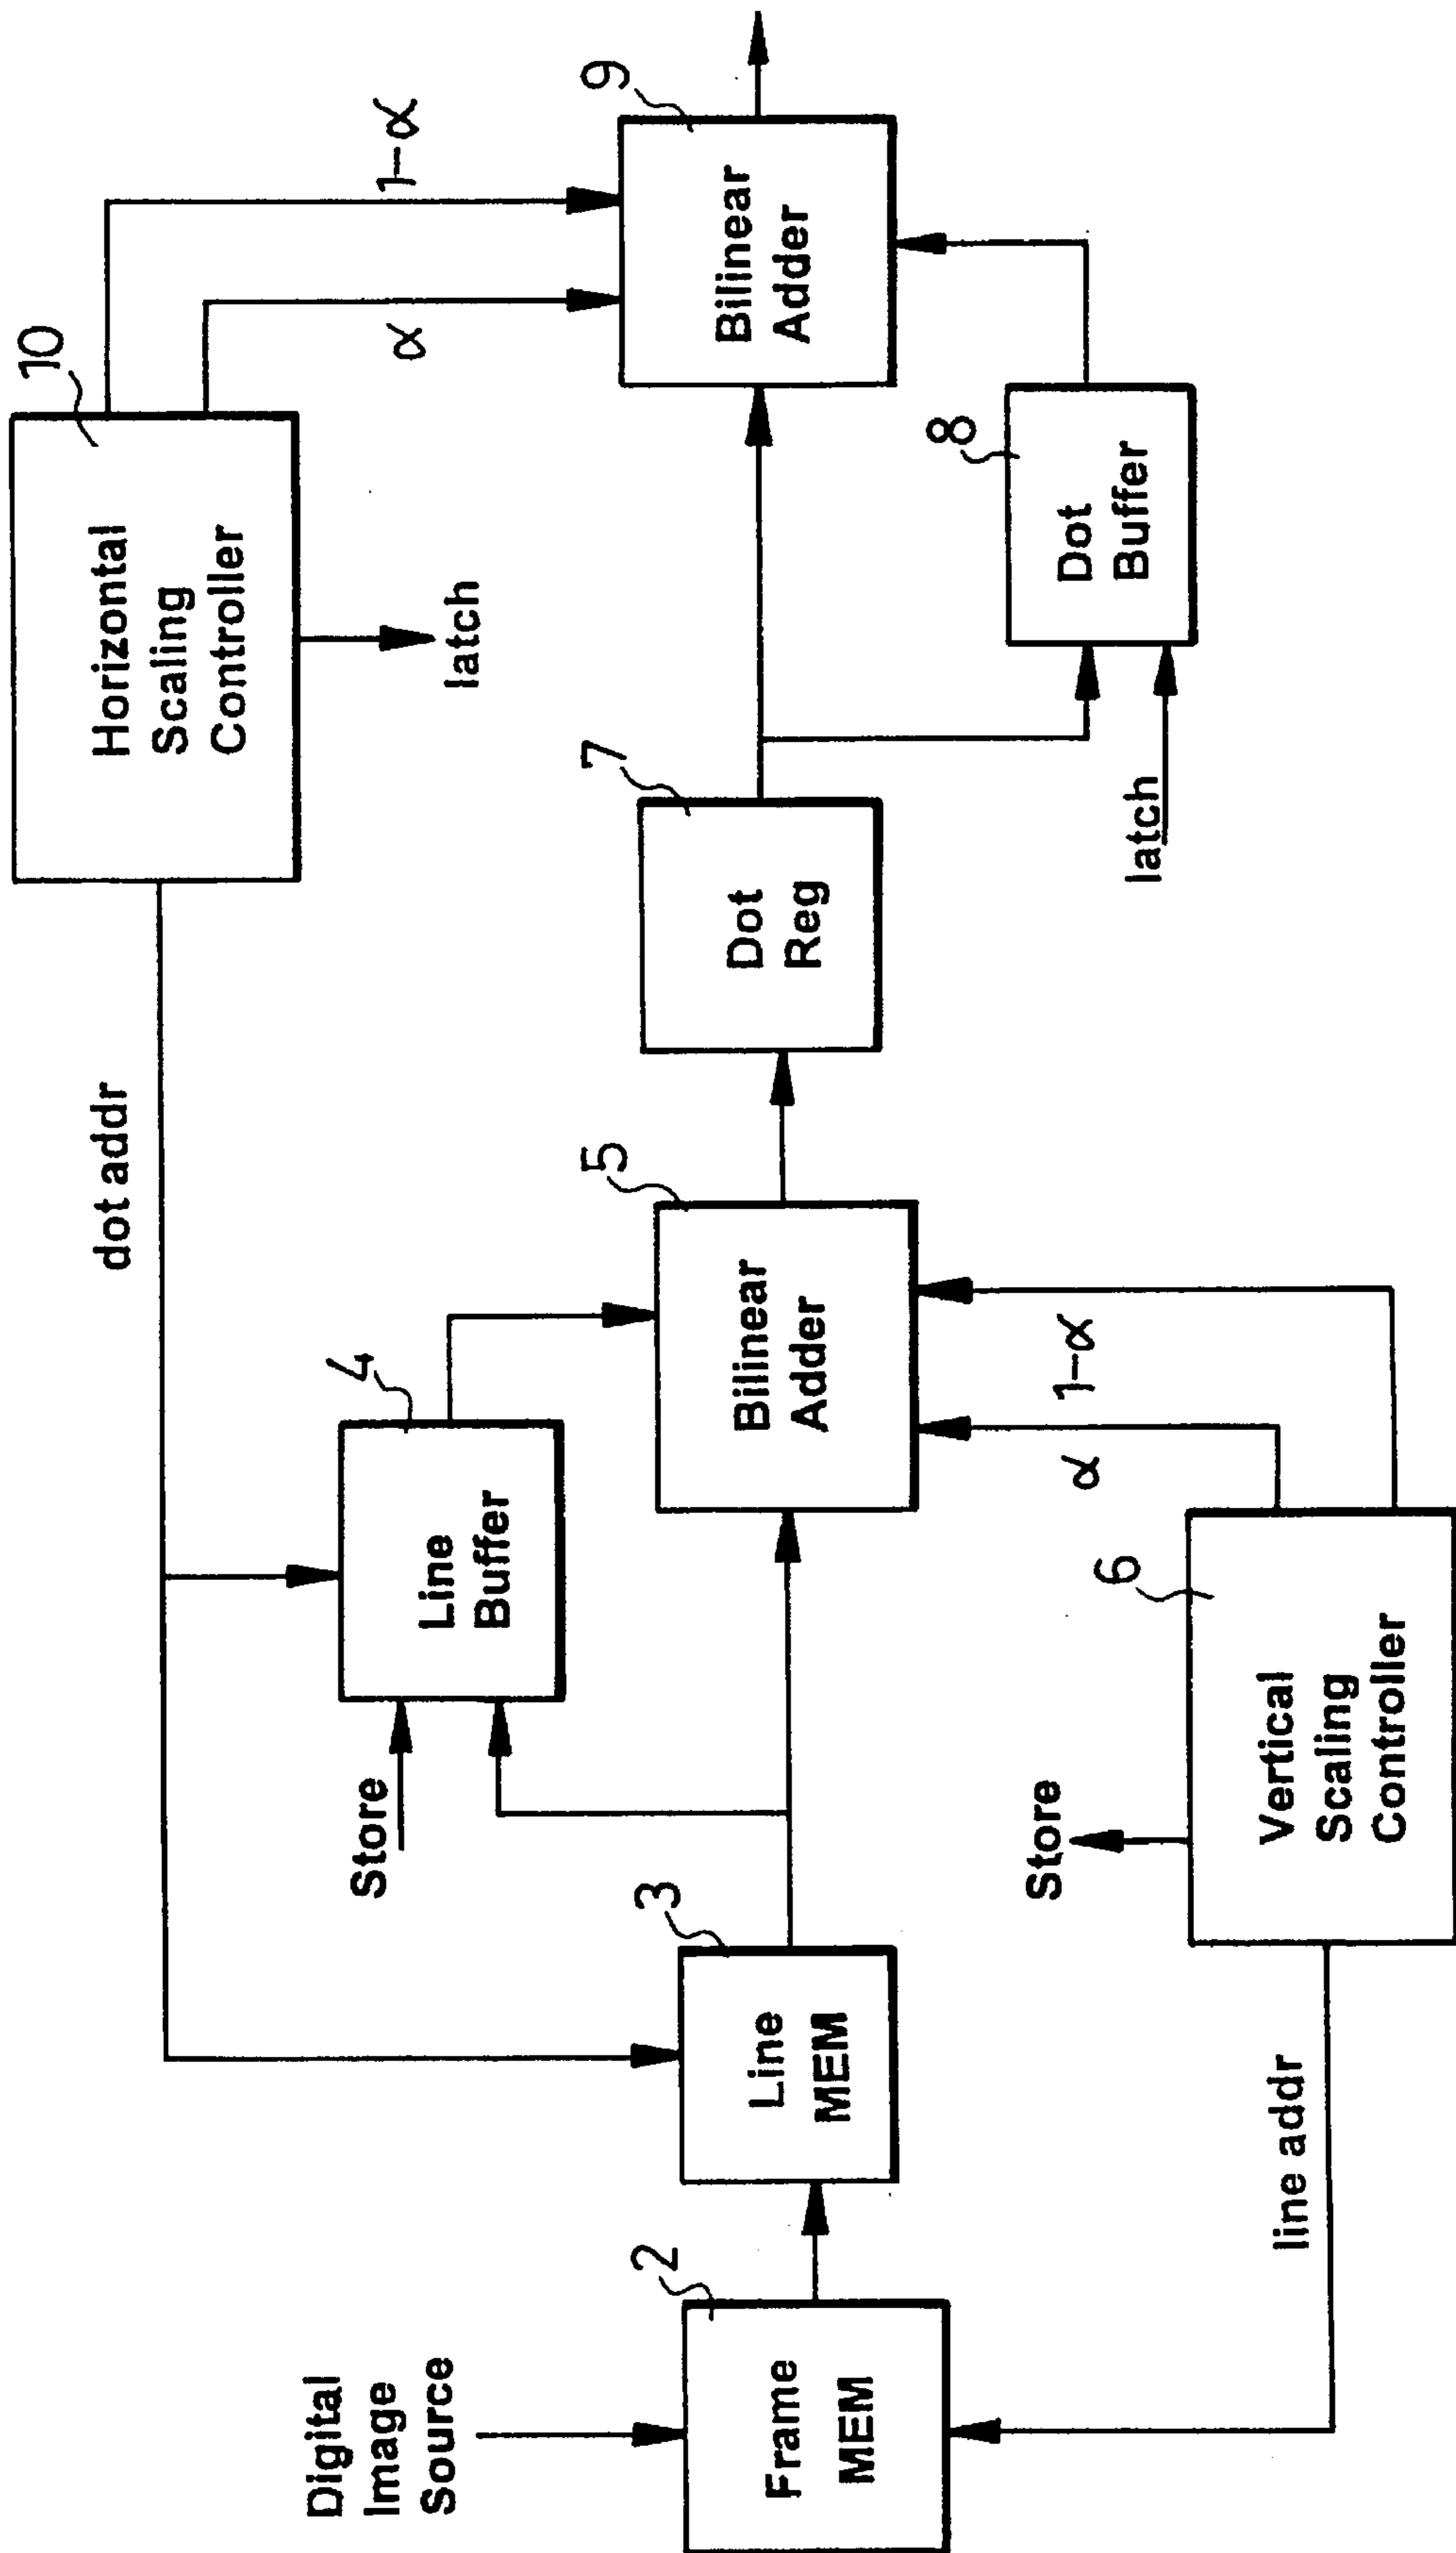 Digital
Image
Source
2
Frame
MEM
line addr
3
Line
MEM
Store
4
Line
Buffer
dot addr
5
Bilinear
Adder
α
1-α
Store
6
Vertical
Scaling
Controller
7
Dot
Reg
latch
8
Dot
Buffer
10
Horizontal
Scaling
Controller
latch
α
1-α
9
Bilinear
Adder